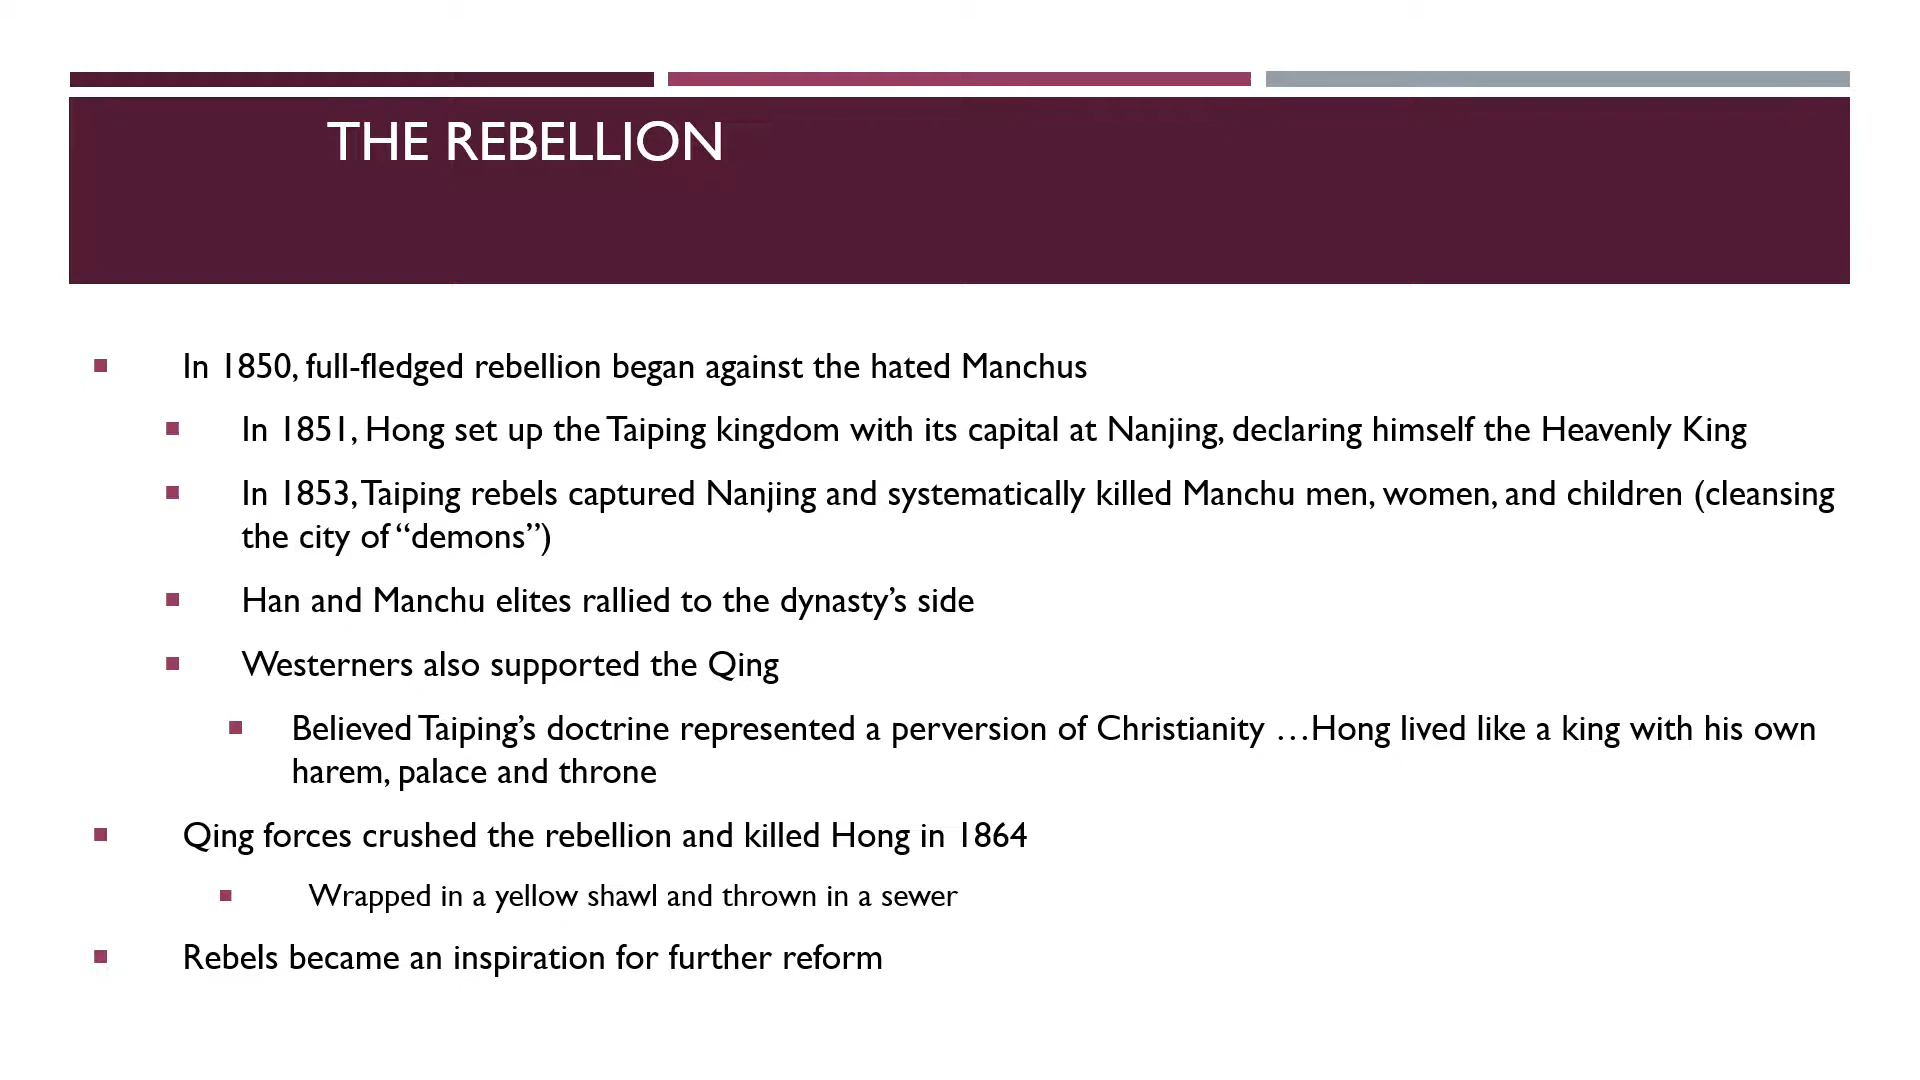 THE REBELLION
In 1850, full-fledged rebellion began against the hated Manchus
In 1851, Hong set up the Taiping kingdom with its capital at Nanjing, declaring himself the Heavenly King
In 1853, Taiping rebels captured Nanjing and systematically killed Manchu men, women, and children (cleansing
the city of “demons”)
Han and Manchu elites rallied to the dynasty’s side
Westerners also supported the Qing
Believed Taiping’s doctrine represented a perversion of Christianity …Hong lived like a king with his own
harem, palace and throne
Qing forces crushed the rebellion and killed Hong in 1864
Wrapped in a yellow shawl and thrown in a sewer
Rebels became an inspiration for further reform